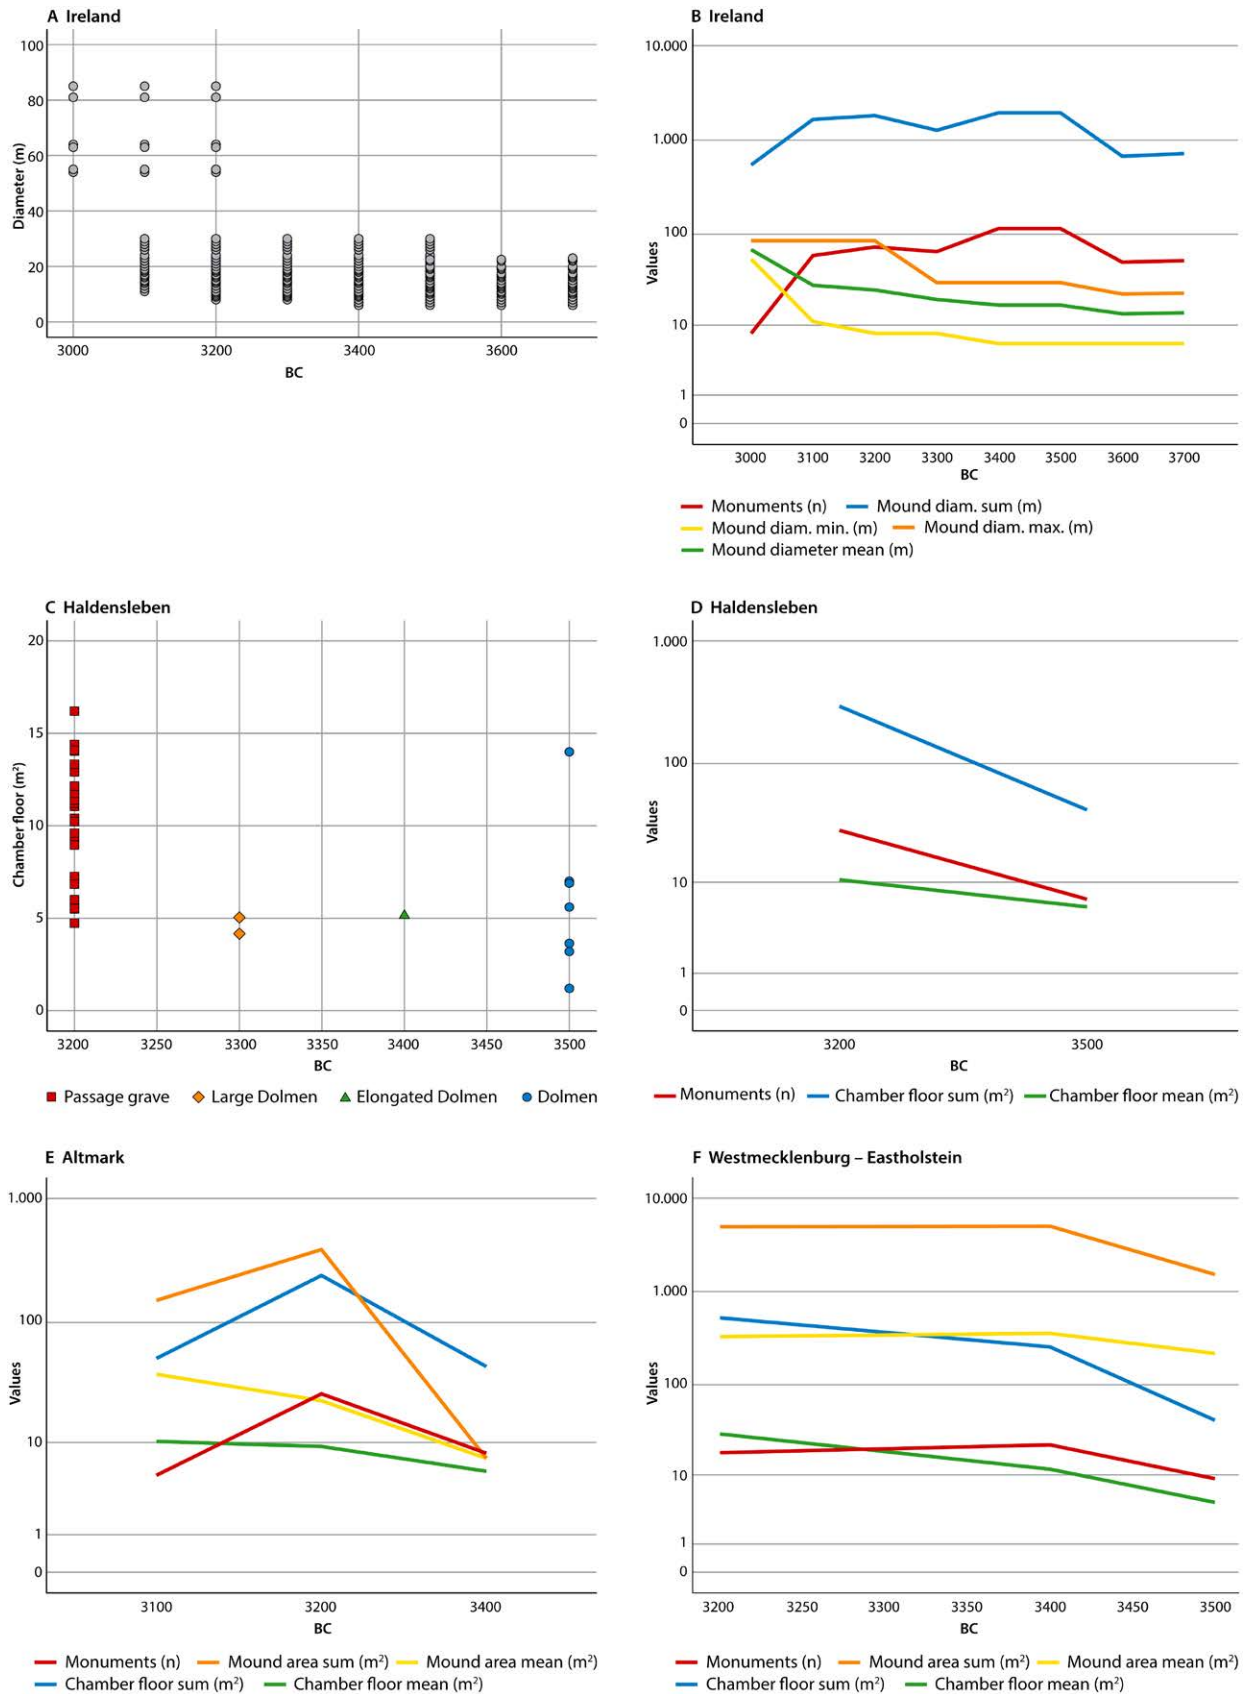 A Ireland
Diameter (m)
100
80
60
40
20
0
3000 3200 3400 3600
BC
B Ireland
Values
10.000
1.000
100
10
1
0
3000 3100 3200 3300 3400 3500 3600 3700
BC
Monuments (n) Mound diam. sum (m)
Mound diam. min. (m) Mound diam. max. (m)
Mound diameter mean (m)
C Haldensleben
Chamber floor (m²)
20
15
10
5
0
3200 3250 3300 3350 3400 3450 3500
BC
Passage grave Large Dolmen Elongated Dolmen Dolmen
D Haldensleben
Values
1.000
100
10
1
0
3200 3500
BC
Monuments (n) Chamber floor sum (m²) Chamber floor mean (m²)
E Altmark
Values
1.000
100
10
1
0
3100 3200 3400
BC
Monuments (n) Mound area sum (m²) Mound area mean (m²)
Chamber floor sum (m²) Chamber floor mean (m²)
F Westmecklenburg – Eastholstein
Values
10.000
1.000
100
10
1
0
3200 3250 3300 3350 3400 3450 3500
BC
Monuments (n) Mound area sum (m²) Mound area mean (m²)
Chamber floor sum (m²) Chamber floor mean (m²)